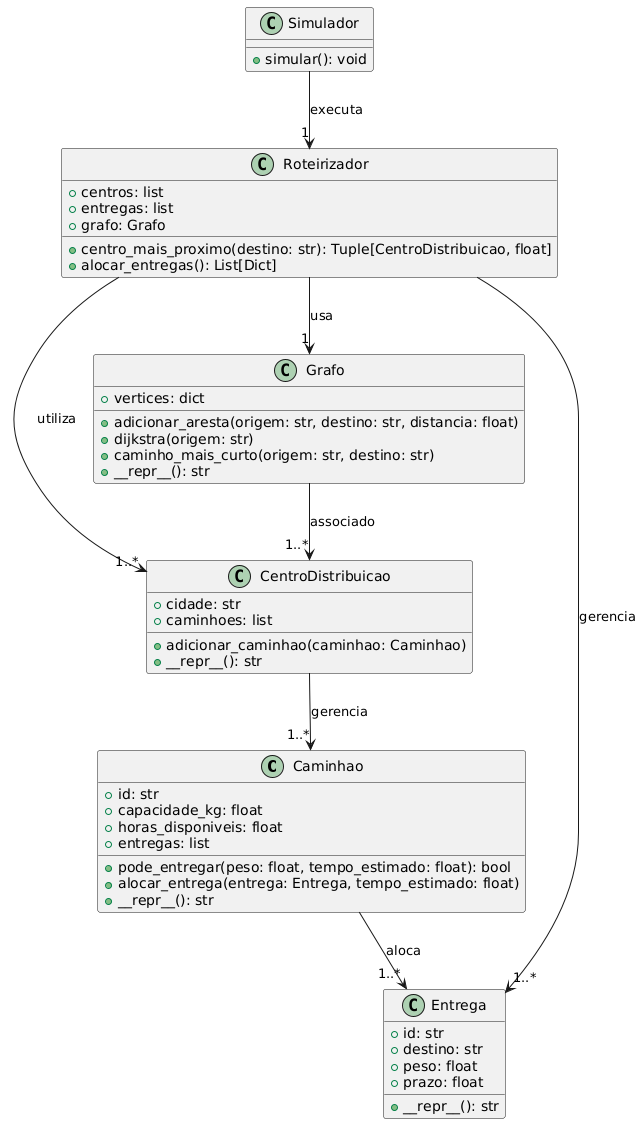 C Simulador
simular(): void
executa
1
C Roteirizador
centros: list
entregas: list
grafo: Grafo
centro_mais_proximo(destino: str): Tuple[CentroDistribuicao, float]
alocar_entregas(): List[Dict]
usa
1
C Grafo
vertices: dict
adicionar_aresta(origem: str, destino: str, distancia: float)
dijkstra(origem: str)
caminho_mais_curto(origem: str, destino: str)
__repr__(): str
utiliza
1..*
associado
1..*
C CentroDistribuicao
cidade: str
caminhoes: list
adicionar_caminhao(caminhao: Caminhao)
__repr__(): str
gerencia
gerencia
1..*
C Caminhao
id: str
capacidade_kg: float
horas_disponiveis: float
entregas: list
pode_entregar(peso: float, tempo_estimado: float): bool
alocar_entrega(entrega: Entrega, tempo_estimado: float)
__repr__(): str
aloca
1..*
1..*
C Entrega
id: str
destino: str
peso: float
prazo: float
__repr__(): str